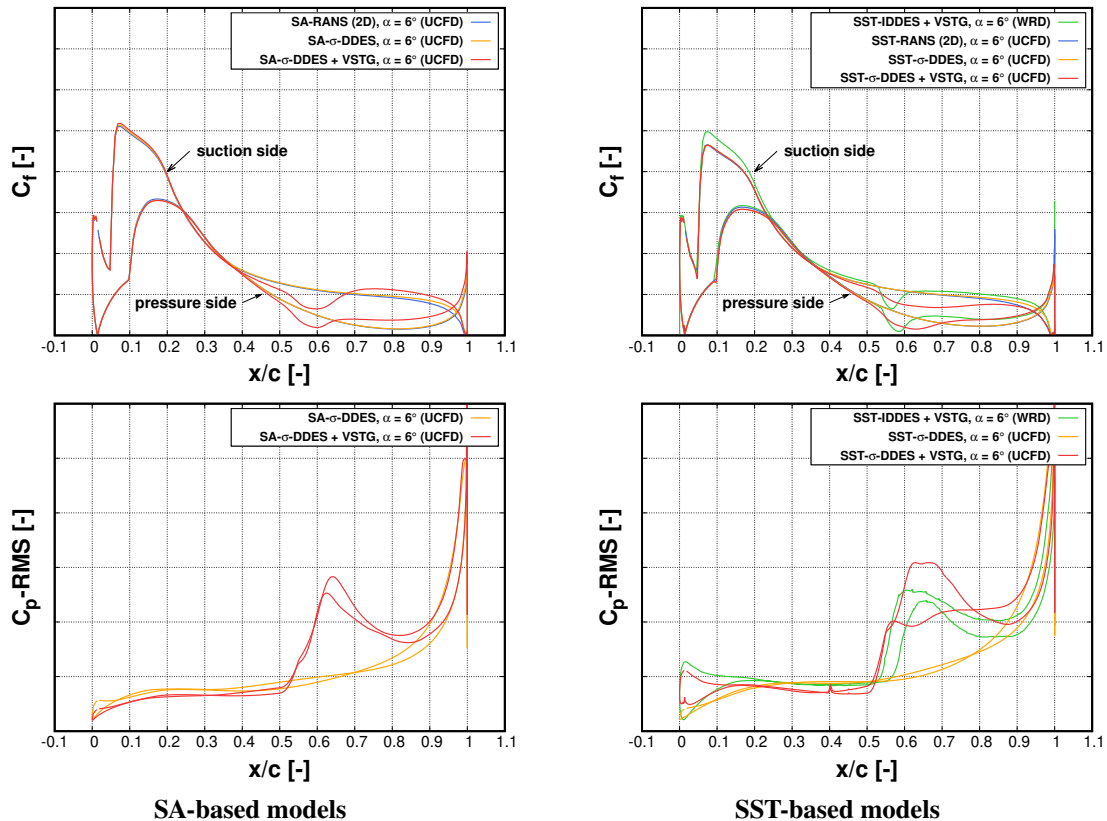 SA-RANS (2D), α = 6° (UCFD)
SA-σ-DDES, α = 6° (UCFD)
SA-σ-DDES + VSTG, α = 6° (UCFD)
suction side
pressure side
C_f [-]
-0.1 0 0.1 0.2 0.3 0.4 0.5 0.6 0.7 0.8 0.9 1 1.1
x/c [-]
SST-IDDES + VSTG, α = 6° (WRD)
SST-RANS (2D), α = 6° (UCFD)
SST-σ-DDES, α = 6° (UCFD)
SST-σ-DDES + VSTG, α = 6° (UCFD)
suction side
pressure side
C_f [-]
-0.1 0 0.1 0.2 0.3 0.4 0.5 0.6 0.7 0.8 0.9 1 1.1
x/c [-]
SA-σ-DDES, α = 6° (UCFD)
SA-σ-DDES + VSTG, α = 6° (UCFD)
C_p-RMS [-]
-0.1 0 0.1 0.2 0.3 0.4 0.5 0.6 0.7 0.8 0.9 1 1.1
x/c [-]
SA-based models
SST-IDDES + VSTG, α = 6° (WRD)
SST-σ-DDES, α = 6° (UCFD)
SST-σ-DDES + VSTG, α = 6° (UCFD)
C_p-RMS [-]
-0.1 0 0.1 0.2 0.3 0.4 0.5 0.6 0.7 0.8 0.9 1 1.1
x/c [-]
SST-based models